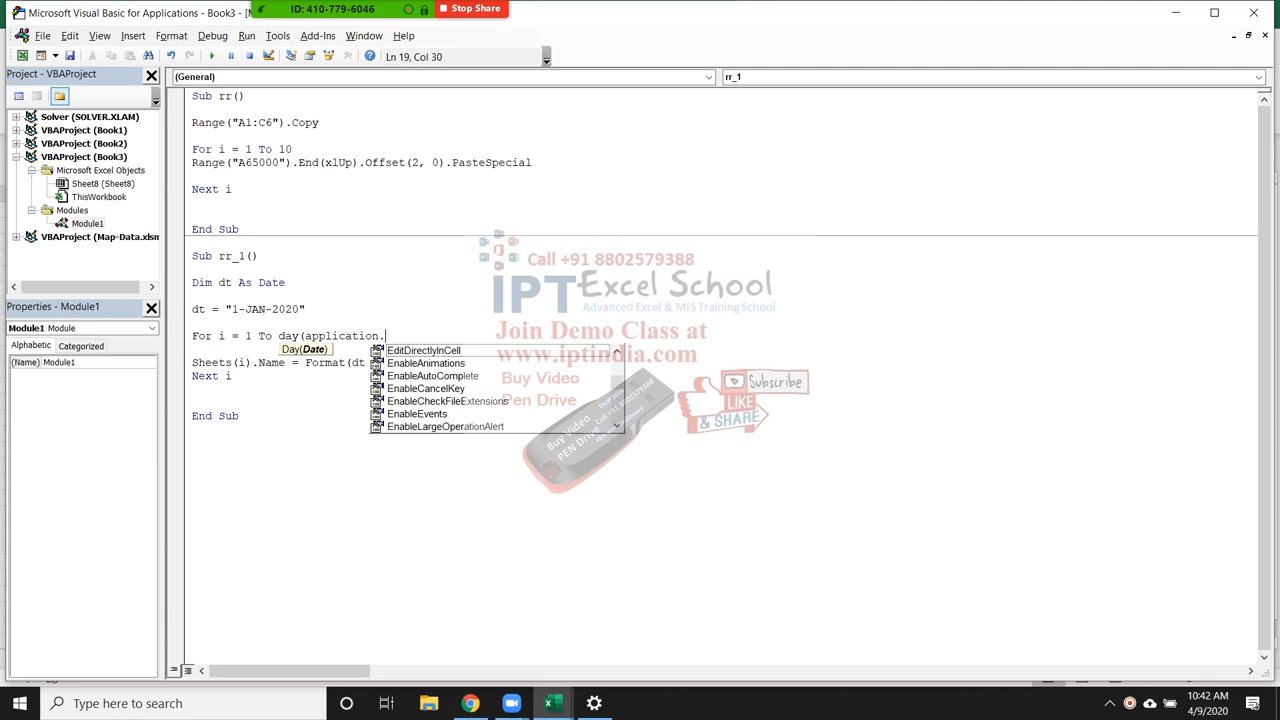 Microsoft Visual Basic for Applications - Book3 - [M
ID: 410-779-6046
Stop Share
File Edit View Insert Format Debug Run Tools Add-Ins Window Help
Ln 19, Col 30
Project - VBAProject
(General)
rr_1
Solver (SOLVER.XLAM)
VBAProject (Book1)
VBAProject (Book2)
VBAProject (Book3)
Microsoft Excel Objects
Sheet8 (Sheet8)
ThisWorkbook
Modules
Module1
VBAProject (Map-Data.xlsm
Properties - Module1
Module1 Module
Alphabetic Categorized
(Name) Module1
Sub rr()
Range("A1:C6").Copy
For i = 1 To 10
Range("A65000").End(xlUp).Offset(2, 0).PasteSpecial
Next i
End Sub
Sub rr_1()
Dim dt As Date
dt = "1-JAN-2020"
For i = 1 To day(application.
Day(Date)
Sheets(i).Name = Format(dt
Next i
End Sub
EditDirectlyInCell
EnableAnimations
EnableAutoComplete
EnableCancelKey
EnableCheckFileExtensions
EnableEvents
EnableLargeOperationAlert
Call +91 8802579388
IPT Excel School
Advanced Excel & MIS Training School
Join Demo Class at
www.iptindia.com
Buy Video
Pen Drive
Buy Video
PEN Drive
Subscribe
LIKE
& SHARE
Type here to search
10:42 AM
4/9/2020